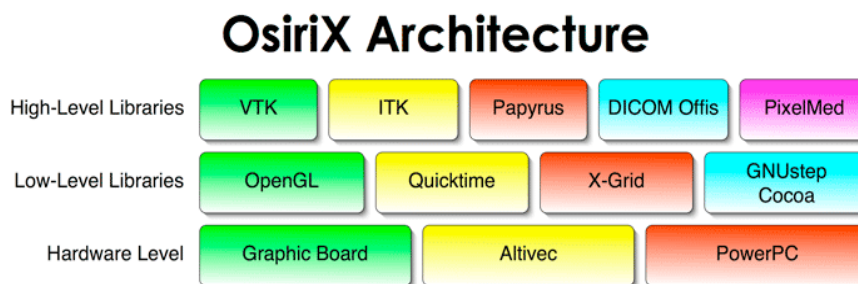 OsiriX Architecture
High-Level Libraries VTK ITK Papyrus DICOM Offis PixelMed
Low-Level Libraries OpenGL Quicktime X-Grid GNUstep
Cocoa
Hardware Level Graphic Board Altivec PowerPC